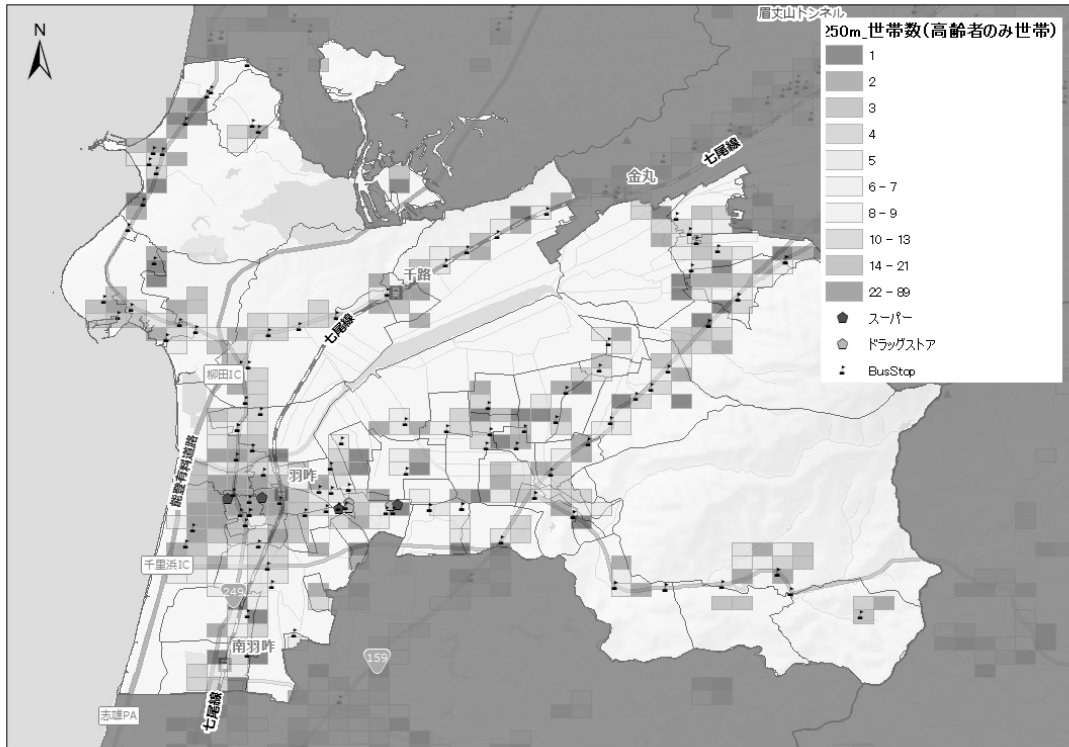 眉丈山トンネル
N
250m_世帯数(高齢者のみ世帯)
1
2
3
4
5
6 - 7
8 - 9
10 - 13
14 - 21
22 - 89
スーパー
ドラッグストア
BusStop
七尾線
金丸
千路
七尾線
柳田IC
能登有料道路
羽咋
千里浜IC
249
南羽咋
159
七尾線
志雄PA